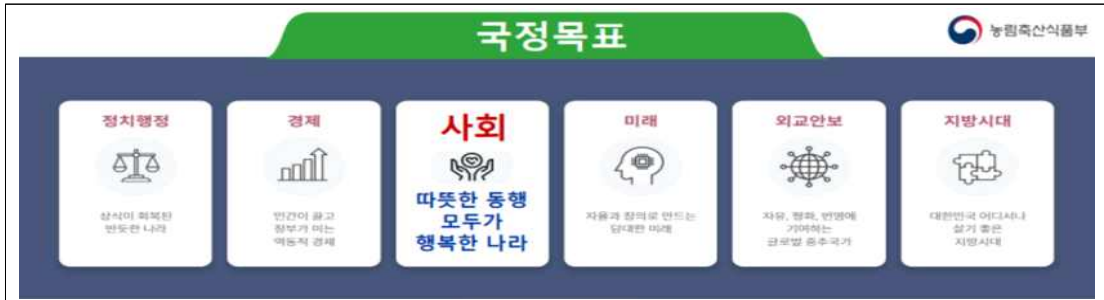 국정목표
농림축산식품부
정치행정
상식이 회복된
반듯한 나라
경제
민간이 끌고
정부가 미는
역동적 경제
사회
따뜻한 동행
모두가
행복한 나라
미래
자율과 창의로 만드는
담대한 미래
외교안보
자유, 평화, 번영에
기여하는
글로벌 중추국가
지방시대
대한민국 어디서나
살기 좋은
지방시대